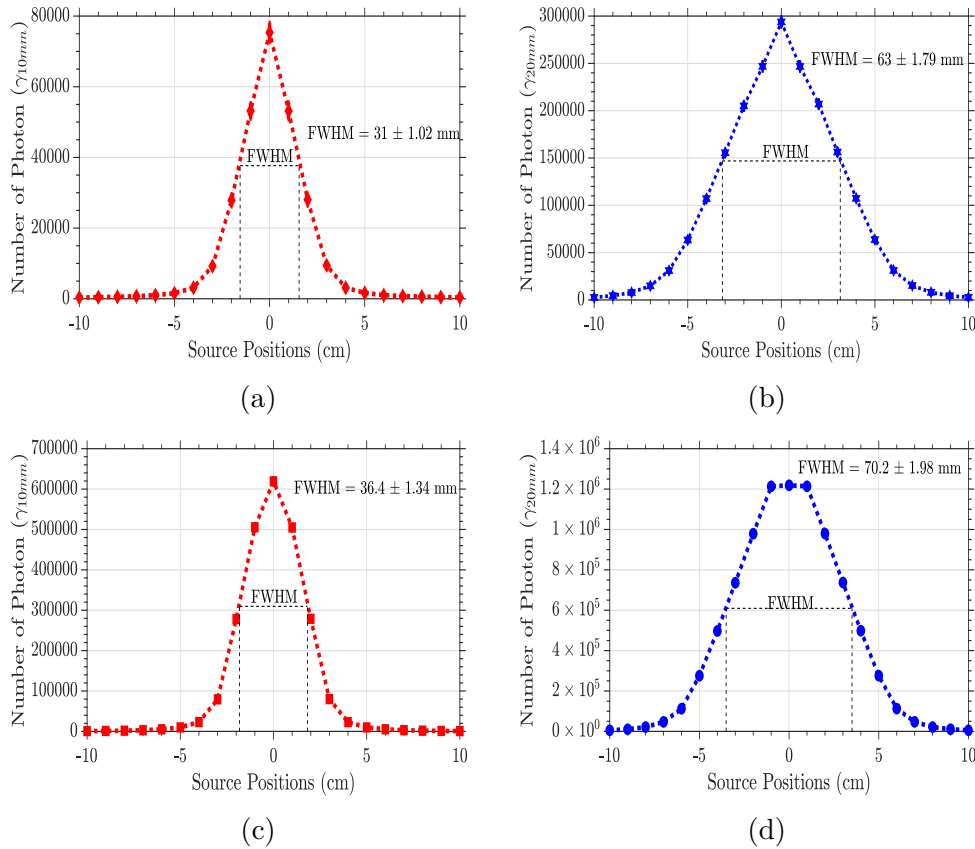 80000
60000
40000
20000
0
Number of Photon (γ10mm)
FWHM = 31 ± 1.02 mm
FWHM
-10 -5 0 5 10
Source Positions (cm)
(a)
300000
250000
200000
150000
100000
50000
0
Number of Photon (γ20mm)
FWHM = 63 ± 1.79 mm
FWHM
-10 -5 0 5 10
Source Positions (cm)
(b)
700000
600000
500000
400000
300000
200000
100000
0
Number of Photon (γ10mm)
FWHM = 36.4 ± 1.34 mm
FWHM
-10 -5 0 5 10
Source Positions (cm)
(c)
1.4 × 10⁶
1.2 × 10⁶
1 × 10⁶
8 × 10⁵
6 × 10⁵
4 × 10⁵
2 × 10⁵
0 × 10⁰
Number of Photon (γ20mm)
FWHM = 70.2 ± 1.98 mm
FWHM
-10 -5 0 5 10
Source Positions (cm)
(d)